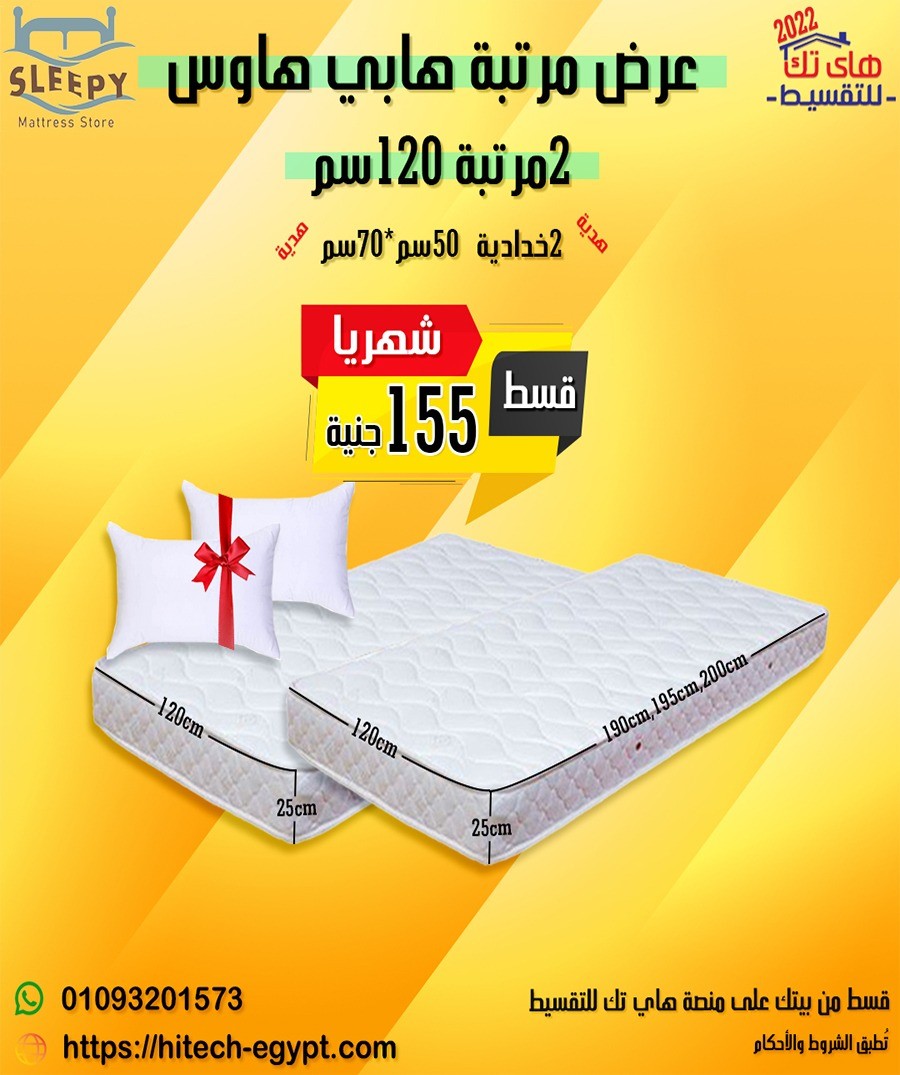 SLEEPY
Mattress Store
2022
هاى تك
-للتقسيط-
عرض مرتبة هابي هاوس
2مرتبة 120سم
هدية
2خدادية 50سم*70سم
هدية
شهريا
قسط
155جنية
120cm
25cm
120cm
190cm,195cm,200cm
25cm
01093201573
قسط من بيتك على منصة هاي تك للتقسيط
https://hitech-egypt.com
تُطبق الشروط والأحكام